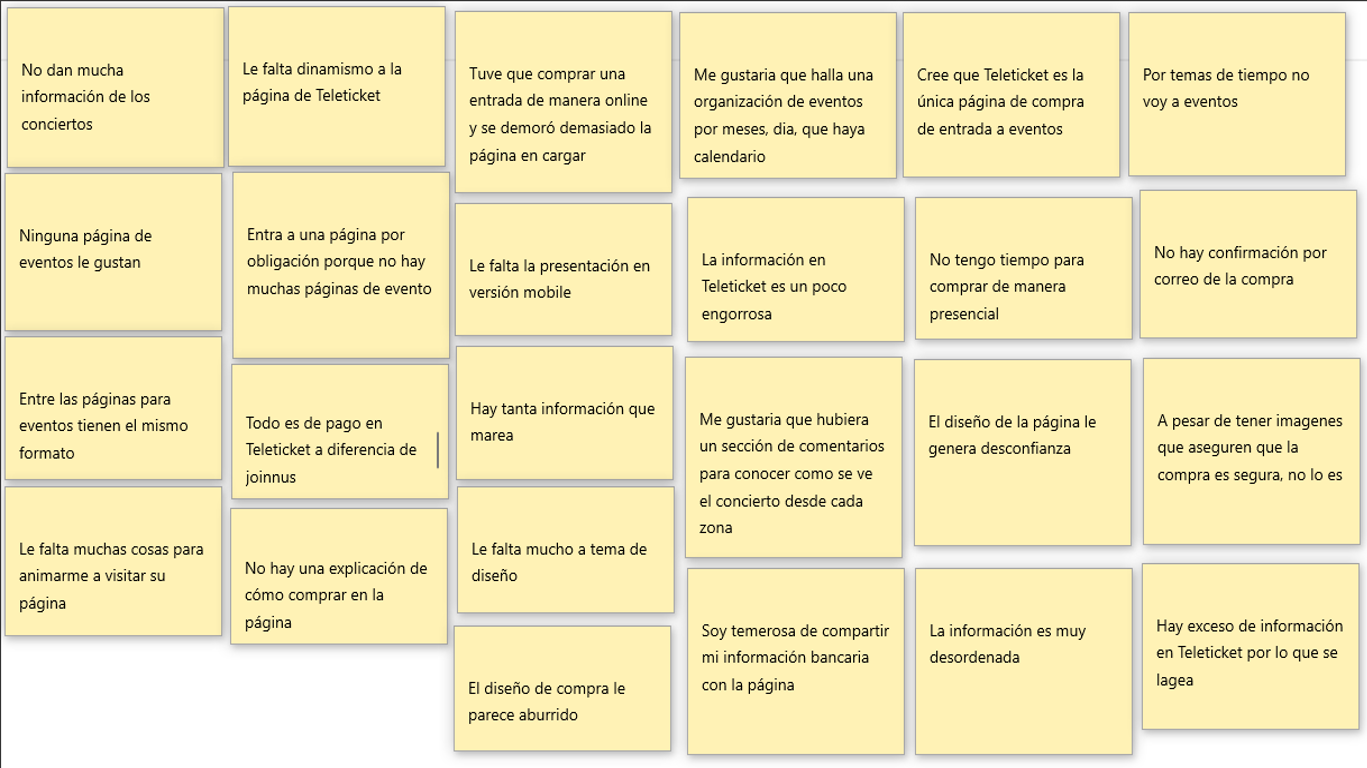 No dan mucha
información de los
conciertos
Le falta dinamismo a la
página de Teleticket
Tuve que comprar una
entrada de manera online
y se demoró demasiado la
página en cargar
Me gustaria que halla una
organización de eventos
por meses, dia, que haya
calendario
Cree que Teleticket es la
única página de compra
de entrada a eventos
Por temas de tiempo no
voy a eventos
Ninguna página de
eventos le gustan
Entra a una página por
obligación porque no hay
muchas páginas de evento
Le falta la presentación en
versión mobile
La información en
Teleticket es un poco
engorrosa
No tengo tiempo para
comprar de manera
presencial
No hay confirmación por
correo de la compra
Entre las páginas para
eventos tienen el mismo
formato
Todo es de pago en
Teleticket a diferencia de
joinnus
Hay tanta información que
marea
Me gustaria que hubiera
un sección de comentarios
para conocer como se ve
el concierto desde cada
zona
El diseño de la página le
genera desconfianza
A pesar de tener imagenes
que aseguren que la
compra es segura, no lo es
Le falta muchas cosas para
animarme a visitar su
página
No hay una explicación de
cómo comprar en la
página
Le falta mucho a tema de
diseño
El diseño de compra le
parece aburrido
Soy temerosa de compartir
mi información bancaria
con la página
La información es muy
desordenada
Hay exceso de información
en Teleticket por lo que se
lagea